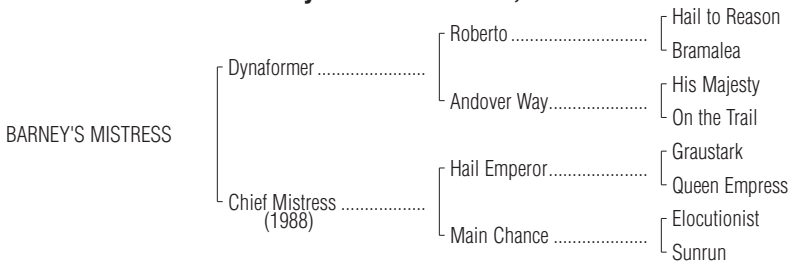 Hail to Reason
Roberto ............................
Bramalea
Dynaformer .......................
His Majesty
Andover Way.....................
On the Trail
BARNEY'S MISTRESS
Graustark
Hail Emperor.....................
Queen Empress
Chief Mistress ..................
(1988)
Elocutionist
Main Chance ....................
Sunrun